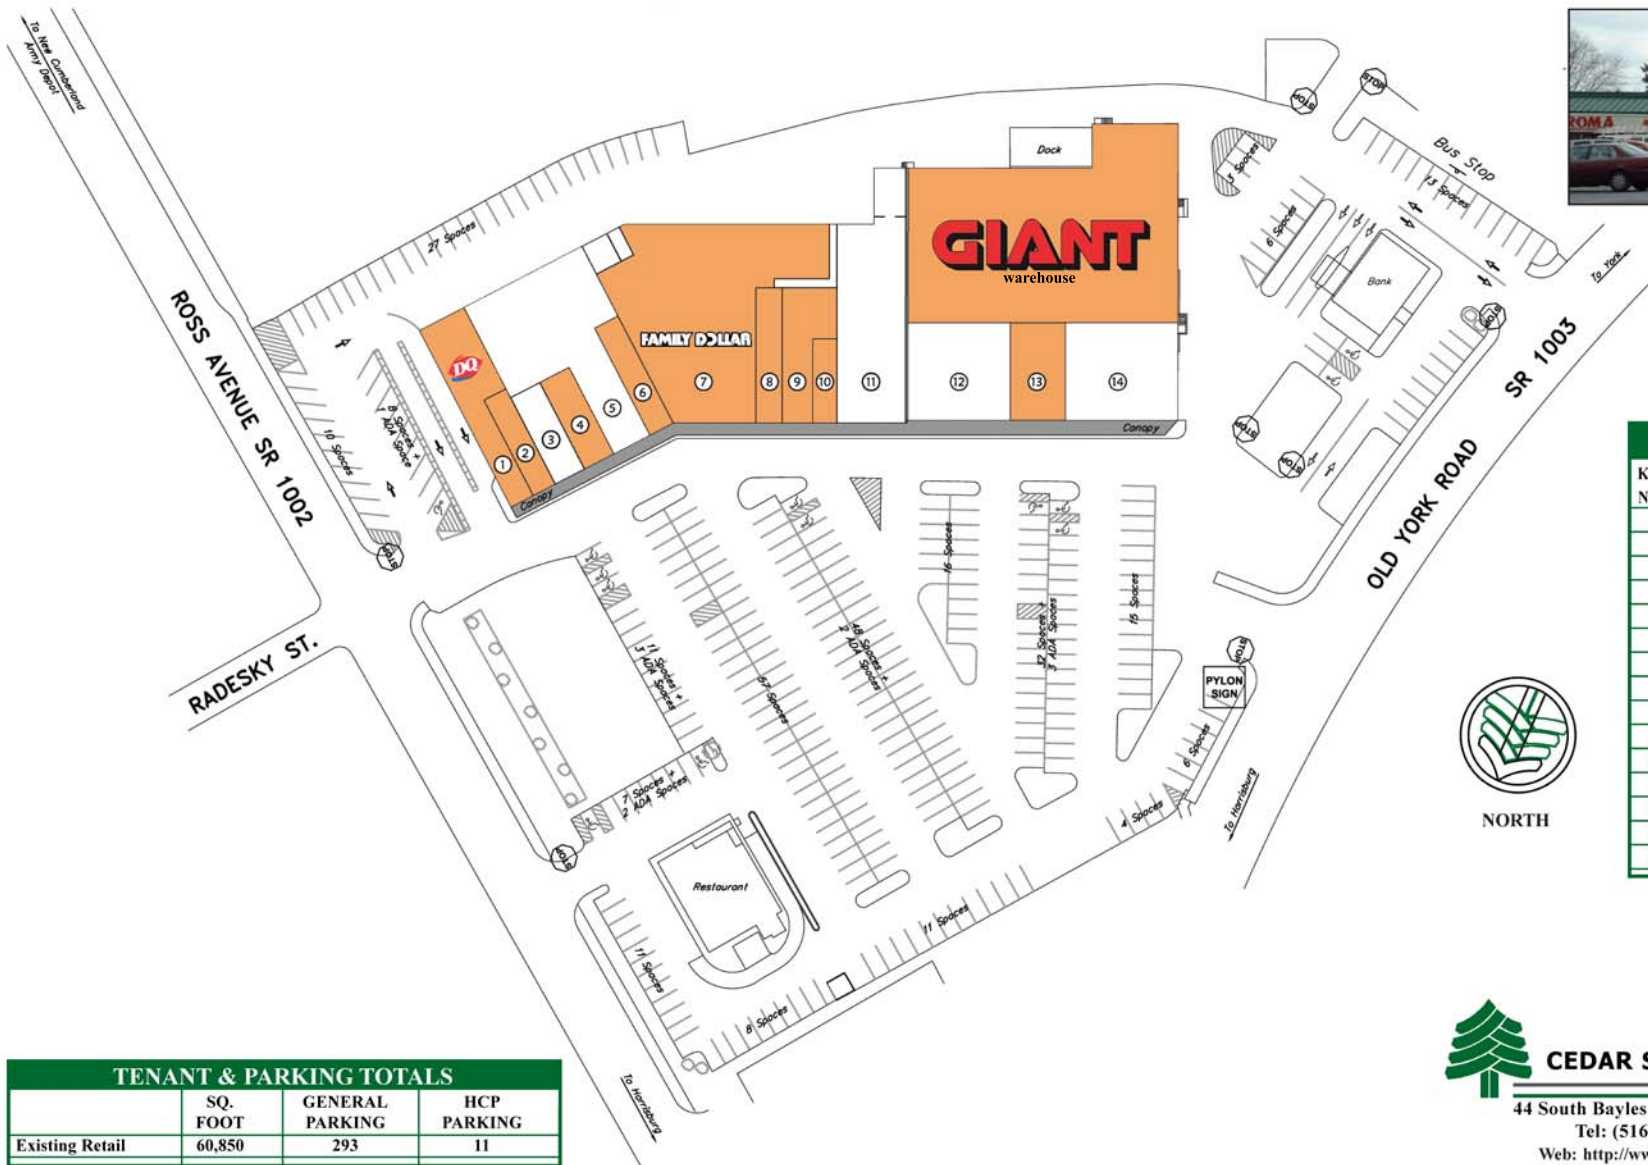 To New Cumberland
Army Depot
ROSS AVENUE SR 1002
RADESKY ST.
27 Spaces
10 Spaces
8 Spaces +
1 ADA Space
STOP
DQ
FAMILY DOLLAR
GIANT
warehouse
Dock
1
2
3
4
5
6
7
8
9
10
11
12
13
14
Canopy
Canopy
STOP
STOP
5 Spaces
6 Spaces
Bus Stop
13 Spaces
ROMA
Bank
To York
STOP
STOP
STOP
OLD YORK ROAD
SR 1003
11 Spaces +
3 ADA Spaces
57 Spaces
48 Spaces +
2 ADA Spaces
16 Spaces
32 Spaces +
3 ADA Spaces
15 Spaces
STOP
PYLON
SIGN
6 Spaces
4 Spaces
To Harrisburg
7 Spaces +
2 ADA Spaces
STOP
Restaurant
11 Spaces
11 Spaces
8 Spaces
To Harrisburg
NORTH
K
N
TENANT & PARKING TOTALS
SQ.
FOOT
GENERAL
PARKING
HCP
PARKING
Existing Retail 60,850 293 11
CEDAR S
44 South Bayles
Tel: (516
Web: http://ww